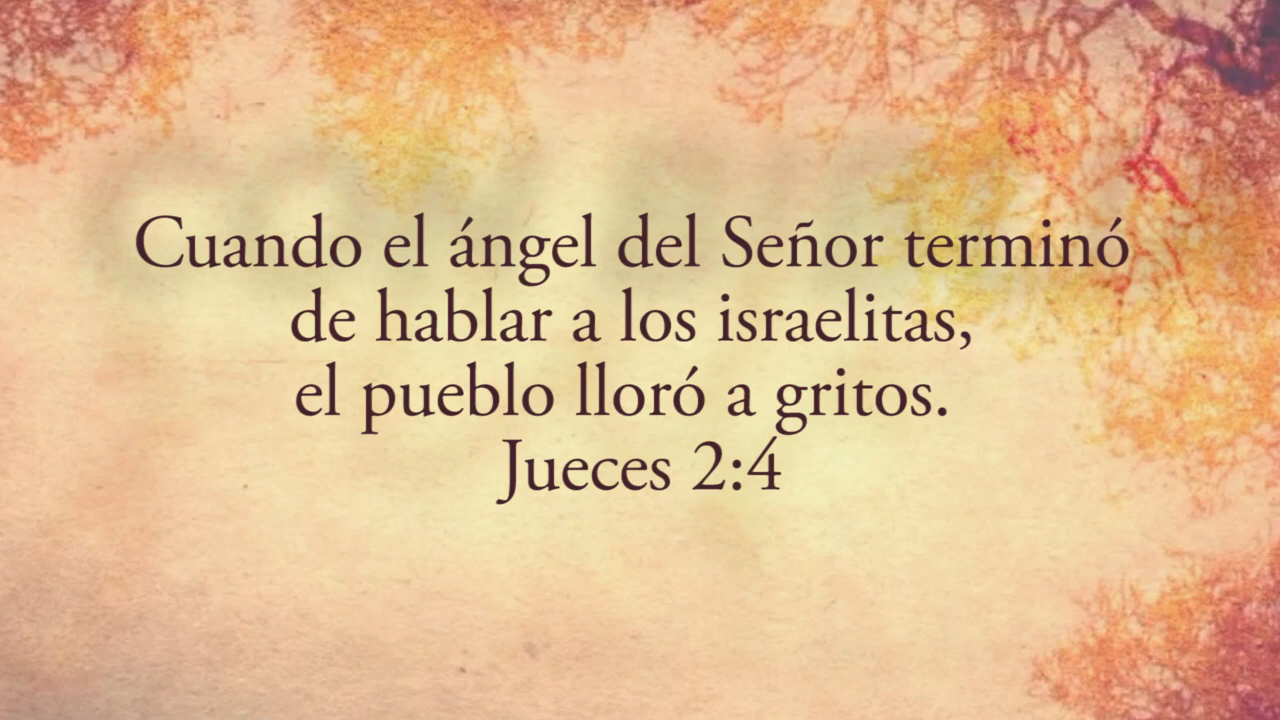 Cuando el ángel del Señor terminó
de hablar a los israelitas,
el pueblo lloró a gritos.
Jueces 2:4